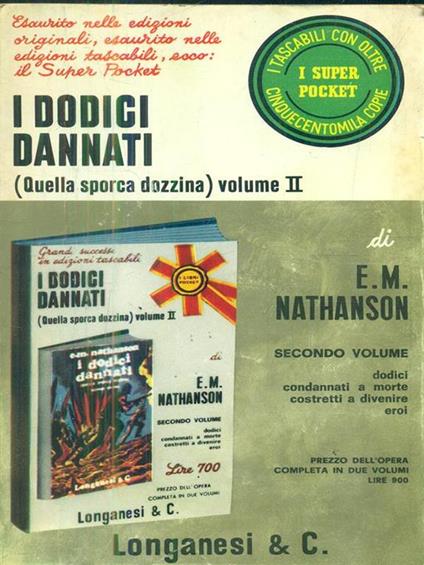 Esaurito nelle edizioni
originali, esaurito nelle
edizioni tascabili, ecco:
il Super Pocket
I TASCABILI CON OLTRE
I SUPER
POCKET
CINQUECENTOMILA COPIE
I DODICI
DANNATI
(Quella sporca dozzina) volume II
di
E.M.
NATHANSON
SECONDO VOLUME
dodici
condannati a morte
costretti a divenire
eroi
PREZZO DELL'OPERA
COMPLETA IN DUE VOLUMI
LIRE 900
Grandi successi
in edizioni tascabili
I LIBRI
POCKET
I DODICI
DANNATI
(Quella sporca dozzina) volume II
e.m. nathanson
i dodici
dannati
Longanesi & C.
di
E.M.
NATHANSON
SECONDO VOLUME
dodici
condannati a morte
costretti a divenire
eroi
Lire 700
PREZZO DELL'OPERA
COMPLETA IN DUE VOLUMI
Longanesi & C.
Longanesi & C.